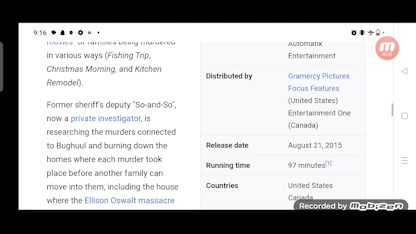 9:16
movies" of families being murdered
in various ways (Fishing Trip,
Christmas Morning, and Kitchen
Remodel).
Former sheriff's deputy "So-and-So",
now a private investigator, is
researching the murders connected
to Bughuul and burning down the
homes where each murder took
place before another family can
move into them, including the house
where the Ellison Oswalt massacre
Automatik
Entertainment
Distributed by
Gramercy Pictures
Focus Features
(United States)
Entertainment One
(Canada)
Release date
August 21, 2015
Running time
97 minutes[1]
Countries
United States
Canada
Recorded by MOBIZEN